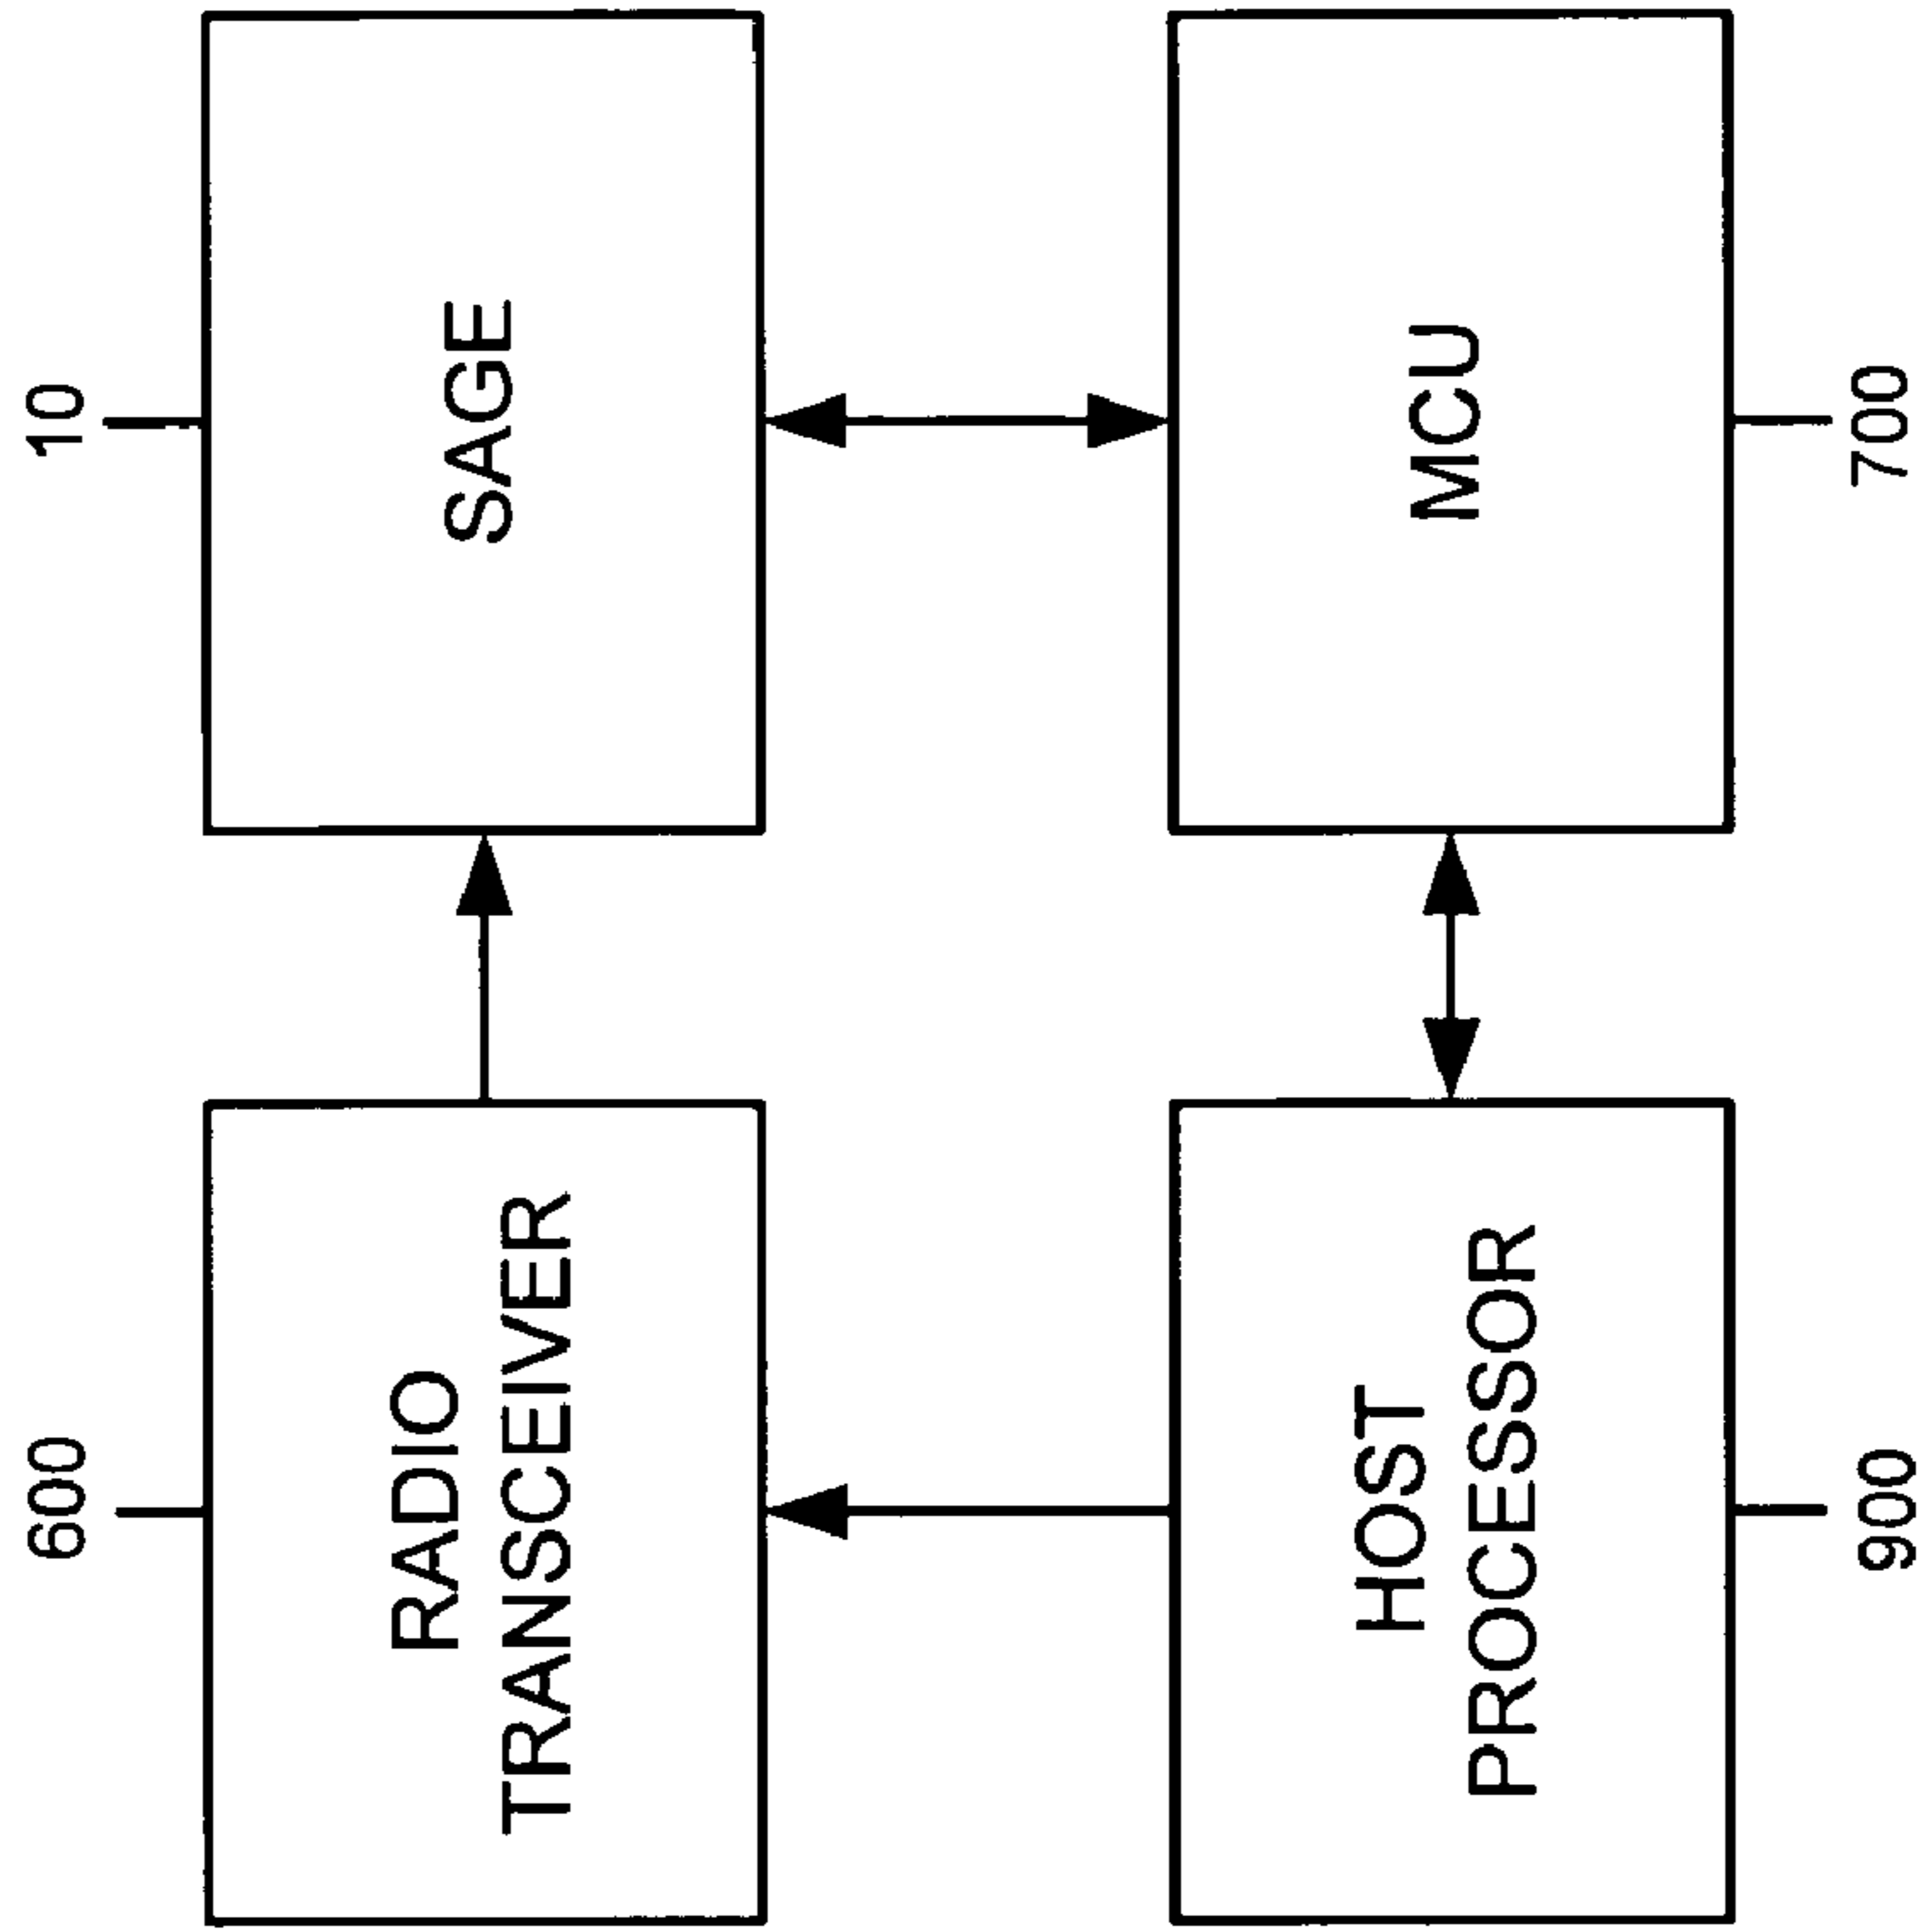 600
10
RADIO
TRANSCEIVER
SAGE
HOST
PROCESSOR
MCU
900
700